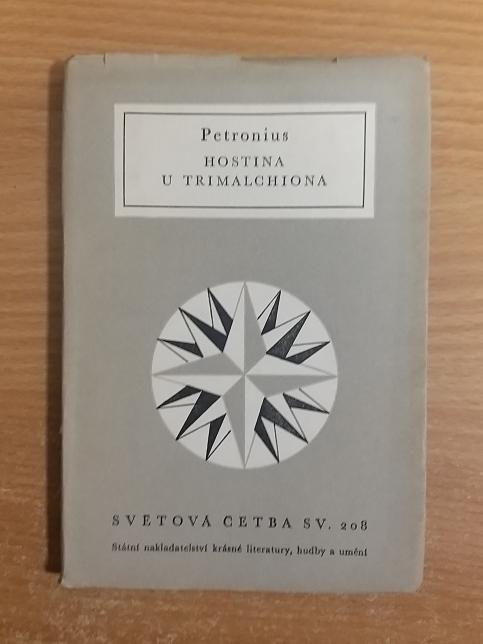 Petronius
HOSTINA
U TRIMALCHIONA
SVĚTOVÁ ČETBA SV. 208
Státní nakladatelství krásné literatury, hudby a umění